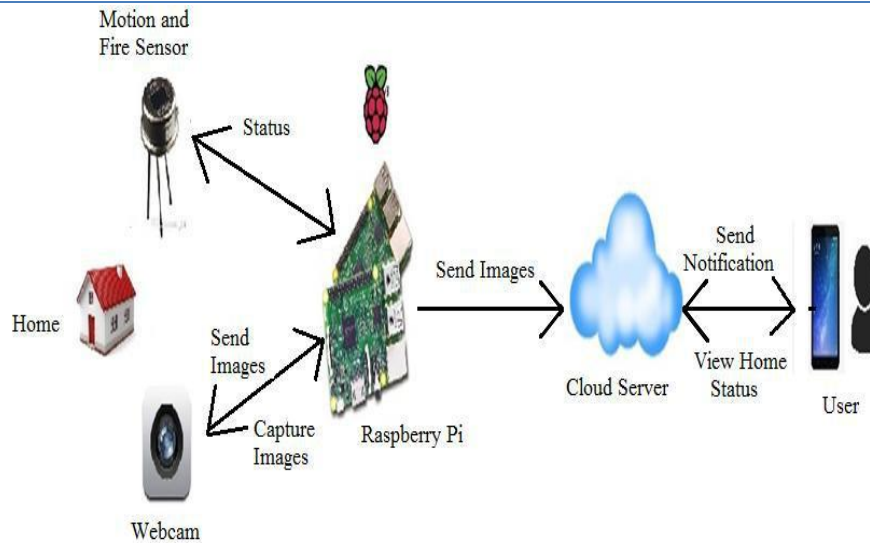 Motion and
Fire Sensor
Status
Home
Send
Images
Capture
Images
Webcam
Raspberry Pi
Send Images
Cloud Server
Send
Notification
View Home
Status
User